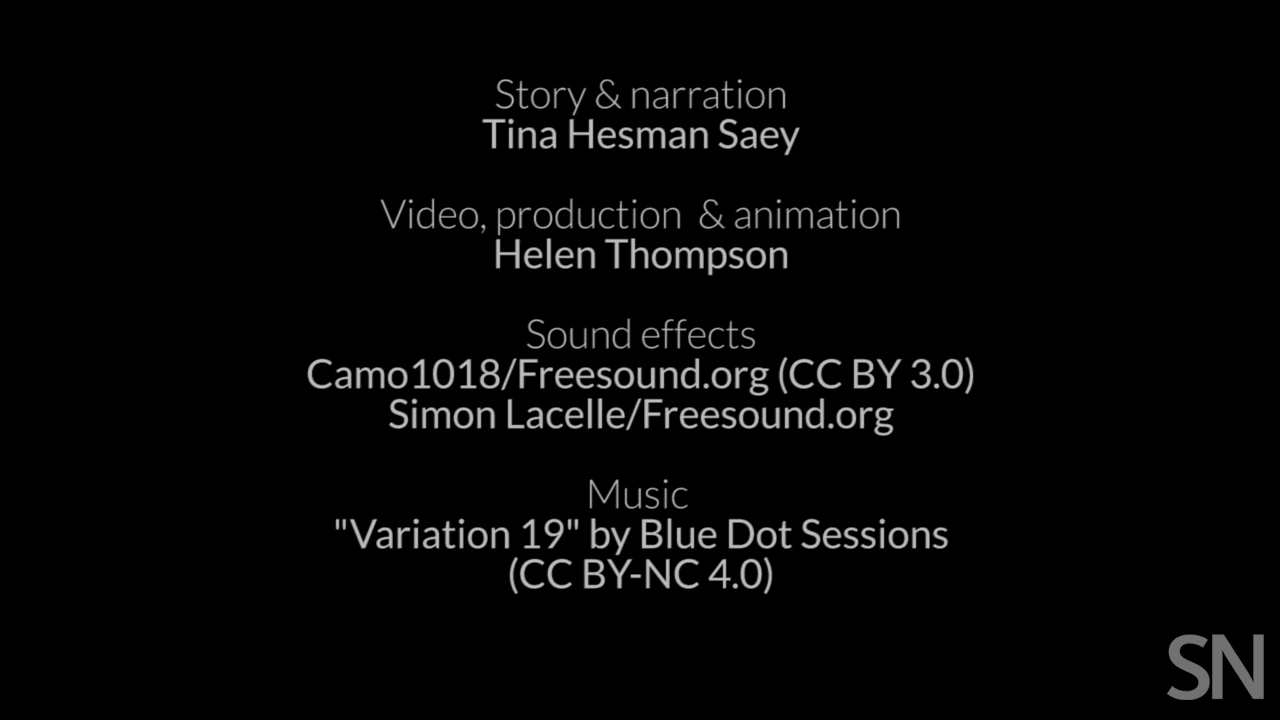 Story & narration
Tina Hesman Saey
Video, production & animation
Helen Thompson
Sound effects
Camo1018/Freesound.org (CC BY 3.0)
Simon Lacelle/Freesound.org
Music
"Variation 19" by Blue Dot Sessions
(CC BY-NC 4.0)
SN